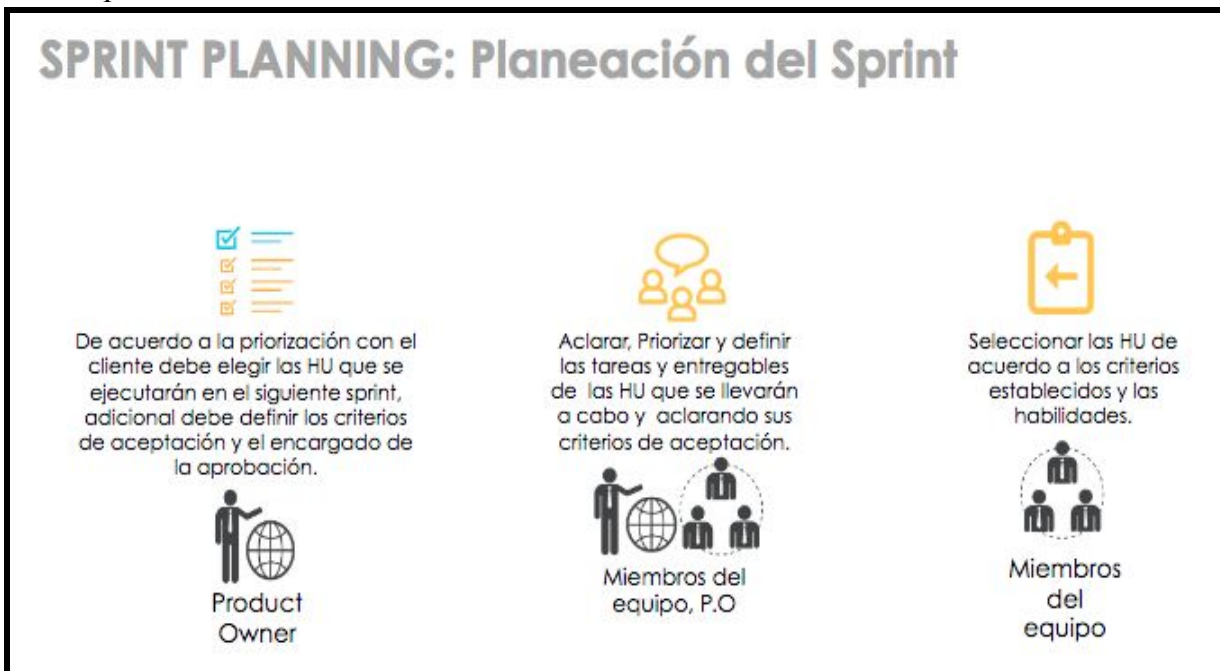 SPRINT PLANNING: Planeación del Sprint
De acuerdo a la priorización con el
cliente debe elegir las HU que se
ejecutarán en el siguiente sprint,
adicional debe definir los criterios
de aceptación y el encargado de
la aprobación.
Product
Owner
Aclarar, Priorizar y definir
las tareas y entregables
de las HU que se llevarán
a cabo y aclarando sus
criterios de aceptación.
Miembros del
equipo, P.O
Seleccionar las HU de
acuerdo a los criterios
establecidos y las
habilidades.
Miembros
del
equipo